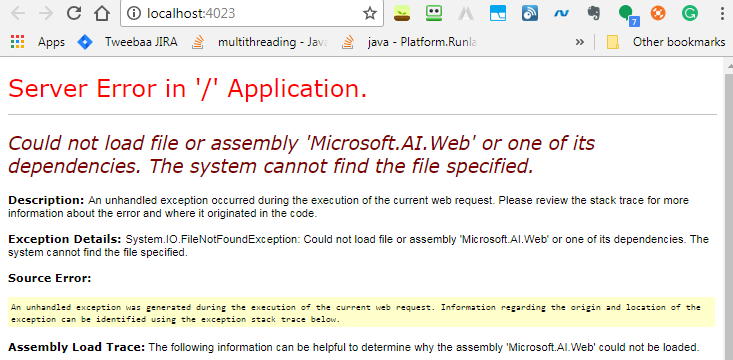 localhost:4023
7
Apps Tweebaa JIRA multithreading - Java java - Platform.Runla » Other bookmarks
Server Error in '/' Application.
Could not load file or assembly 'Microsoft.AI.Web' or one of its
dependencies. The system cannot find the file specified.
Description: An unhandled exception occurred during the execution of the current web request. Please review the stack trace for more
information about the error and where it originated in the code.
Exception Details: System.IO.FileNotFoundException: Could not load file or assembly 'Microsoft.AI.Web' or one of its dependencies. The
system cannot find the file specified.
Source Error:
An unhandled exception was generated during the execution of the current web request. Information regarding the origin and location of the
exception can be identified using the exception stack trace below.
Assembly Load Trace: The following information can be helpful to determine why the assembly 'Microsoft.AI.Web' could not be loaded.